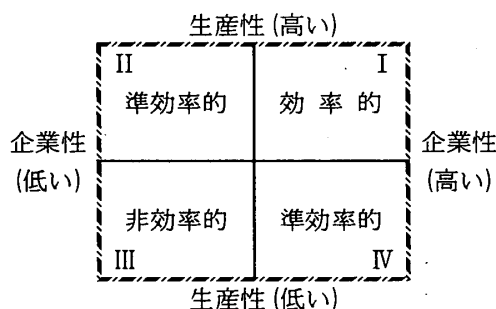 生産性(高い)
II I
準効率的 効率的
企業性
(低い)
企業性
(高い)
非効率的 準効率的
III IV
生産性(低い)